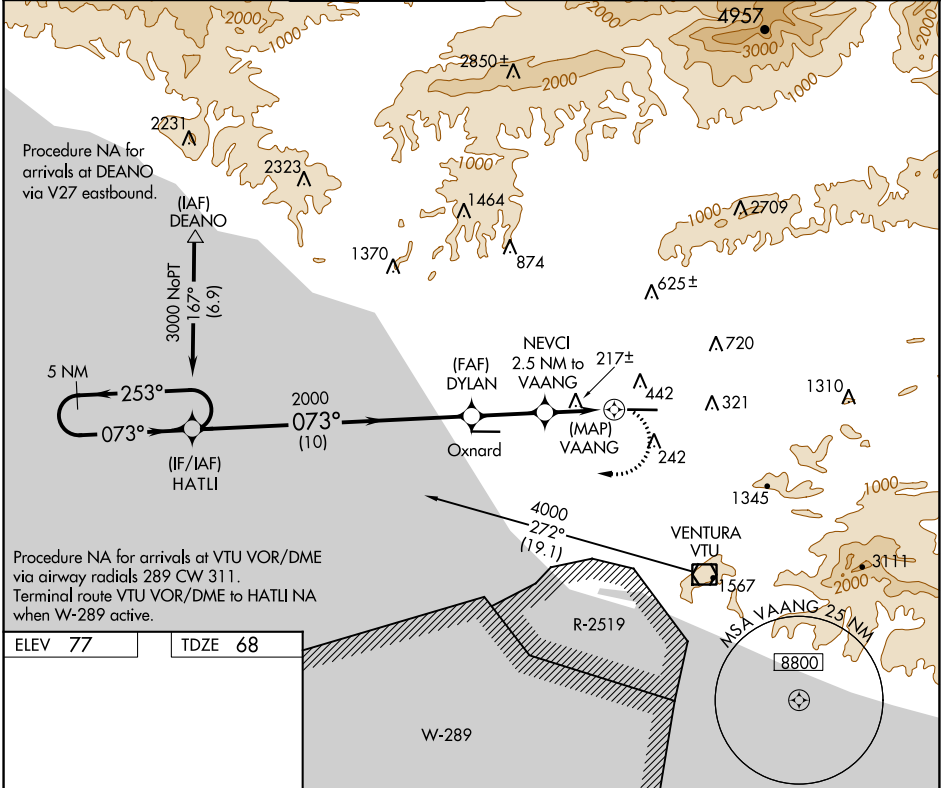 4957
2000
1000
2000
3000
1000
2850±
2000
1000
2231
Procedure NA for
arrivals at DEANO
via V27 eastbound.
2323
1000
1464
1000
2709
(IAF)
DEANO
1370
874
625±
3000 NoPT
167°
(6.9)
NEVCI
2.5 NM to
VAANG
217±
720
5 NM
(FAF)
DYLAN
253°
2000
073°
(10)
442
321
1310
073°
Oxnard
(MAP)
VAANG
242
(IF/IAF)
HATLI
1345
1000
4000
272°
(19.1)
VENTURA
VTU
Procedure NA for arrivals at VTU VOR/DME
via airway radials 289 CW 311.
Terminal route VTU VOR/DME to HATLI NA
when W-289 active.
1567
3111
2000
R-2519
MSA VAANG 25 NM
8800
ELEV 77
TDZE 68
W-289